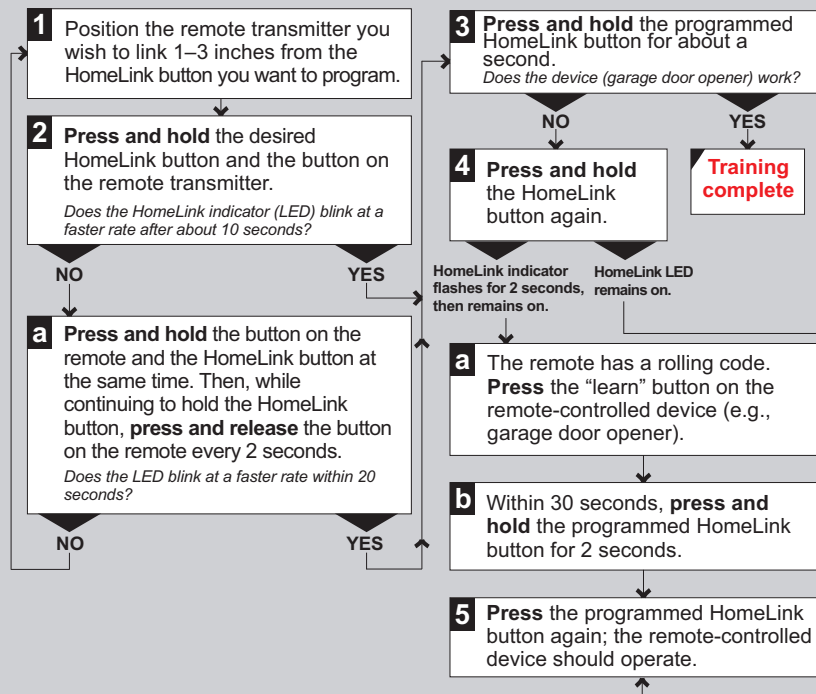 1 Position the remote transmitter you
wish to link 1–3 inches from the
HomeLink button you want to program.
2 Press and hold the desired
HomeLink button and the button on
the remote transmitter.
Does the HomeLink indicator (LED) blink at a
faster rate after about 10 seconds?
NO YES
a Press and hold the button on the
remote and the HomeLink button at
the same time. Then, while
continuing to hold the HomeLink
button, press and release the button
on the remote every 2 seconds.
Does the LED blink at a faster rate within 20
seconds?
NO YES
3 Press and hold the programmed
HomeLink button for about a
second.
Does the device (garage door opener) work?
NO YES
4 Press and hold
the HomeLink
button again.
Training
complete
HomeLink indicator
flashes for 2 seconds,
then remains on.
HomeLink LED
remains on.
a The remote has a rolling code.
Press the “learn” button on the
remote-controlled device (e.g.,
garage door opener).
b Within 30 seconds, press and
hold the programmed HomeLink
button for 2 seconds.
5 Press the programmed HomeLink
button again; the remote-controlled
device should operate.